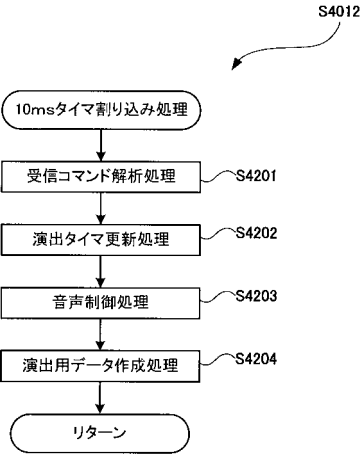 S4012
10msタイマ割り込み処理
受信コマンド解析処理
S4201
演出タイマ更新処理
S4202
音声制御処理
S4203
演出用データ作成処理
S4204
リターン